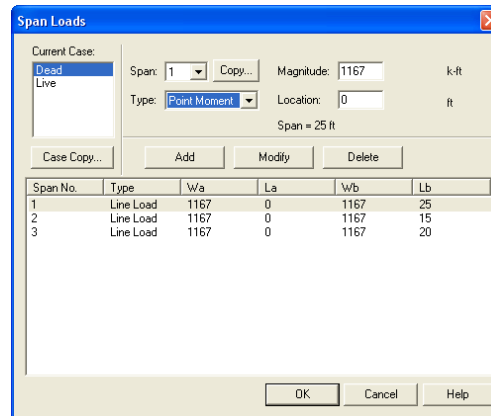 Span Loads
Current Case:
Dead
Live
Span: 1 Copy... Magnitude: 1167 k-ft
Type: Point Moment Location: 0 ft
Span = 25 ft
Case Copy... Add Modify Delete
Span No. Type Wa La Wb Lb
1 Line Load 1167 0 1167 25
2 Line Load 1167 0 1167 15
3 Line Load 1167 0 1167 20
OK Cancel Help